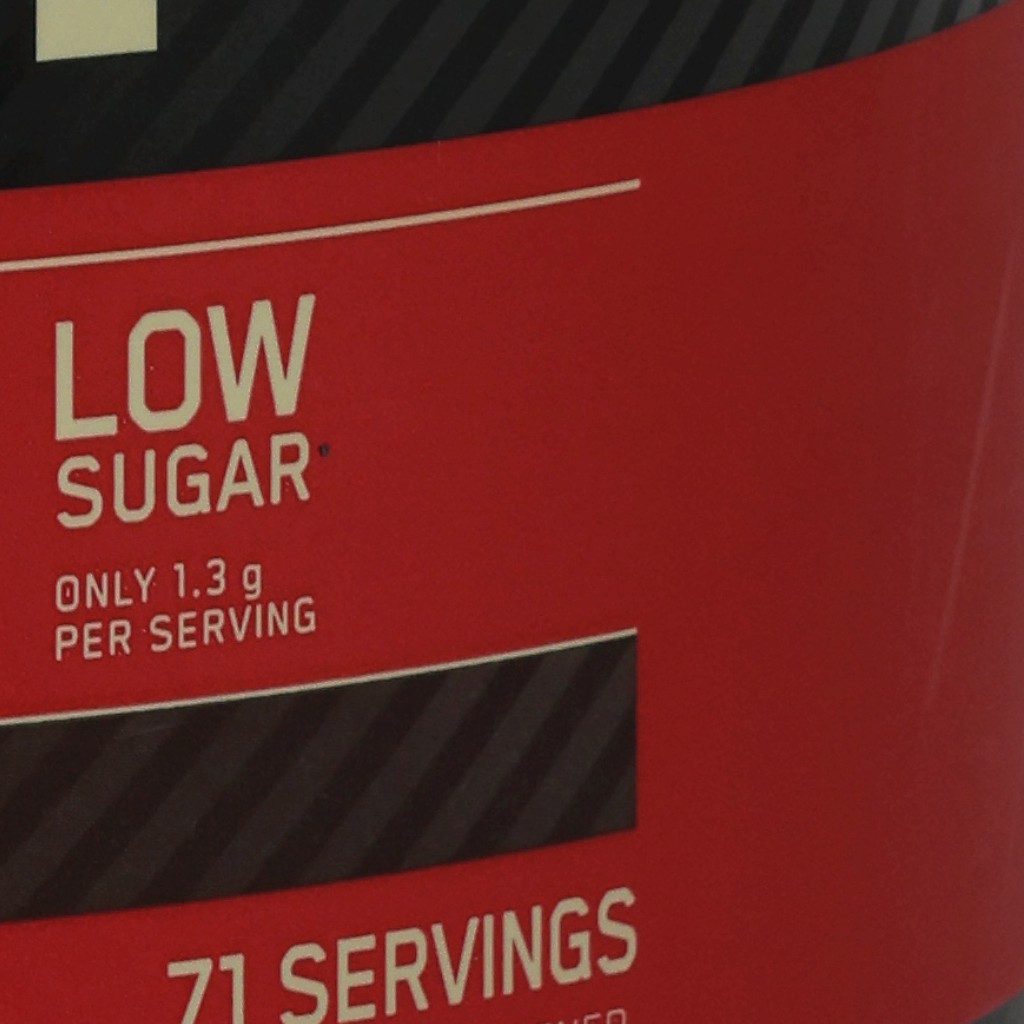 LOW
SUGAR*
ONLY 1.3 g
PER SERVING
71 SERVINGS